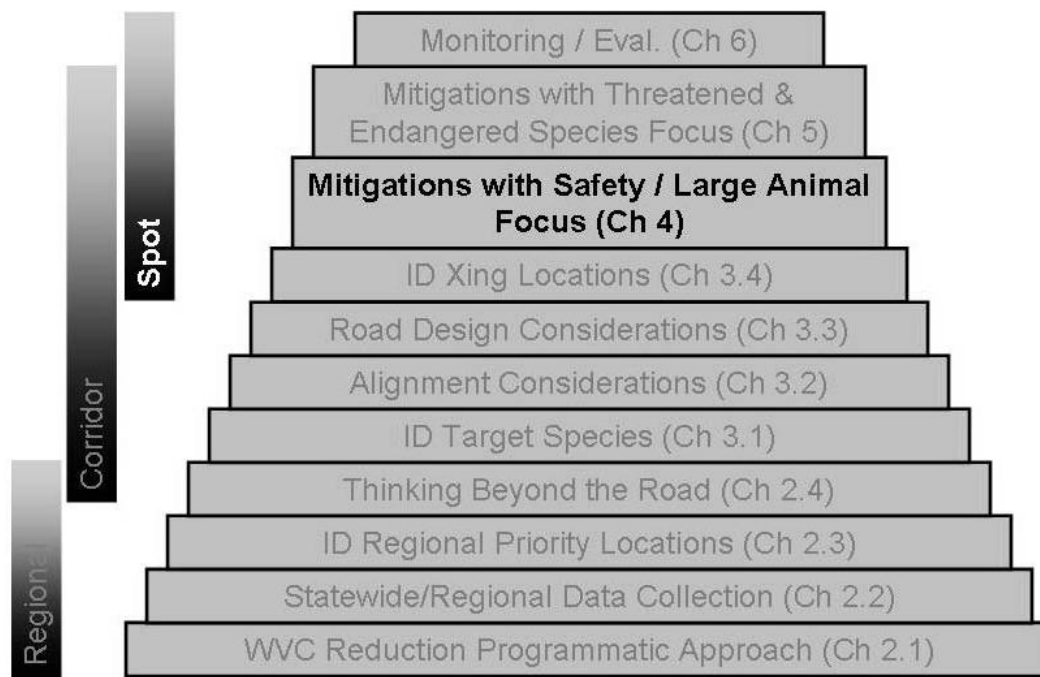 Monitoring / Eval. (Ch 6)
Mitigations with Threatened &
Endangered Species Focus (Ch 5)
Mitigations with Safety / Large Animal
Focus (Ch 4)
ID Xing Locations (Ch 3.4)
Road Design Considerations (Ch 3.3)
Alignment Considerations (Ch 3.2)
ID Target Species (Ch 3.1)
Thinking Beyond the Road (Ch 2.4)
ID Regional Priority Locations (Ch 2.3)
Statewide/Regional Data Collection (Ch 2.2)
WVC Reduction Programmatic Approach (Ch 2.1)
Spot
Corridor
Regional